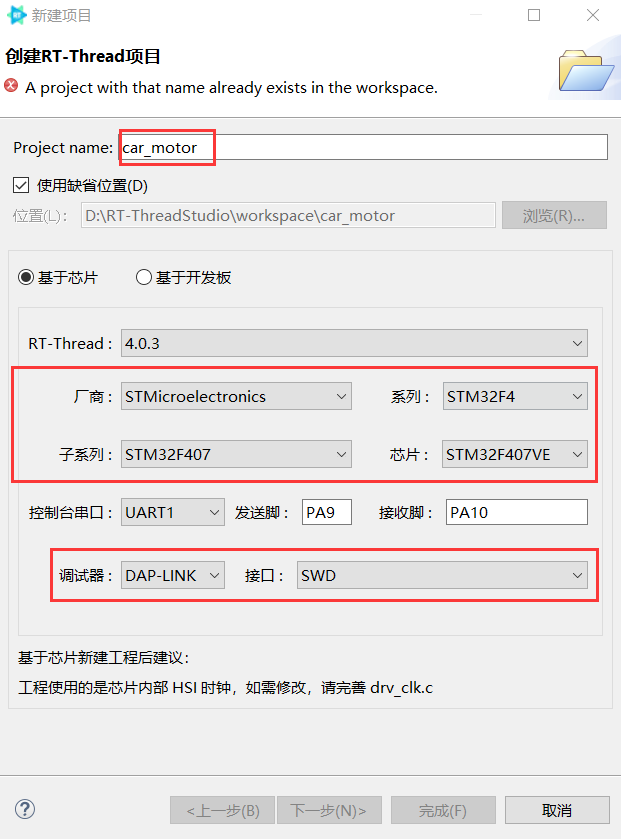 新建项目
创建RT-Thread项目
A project with that name already exists in the workspace.
Project name: car_motor
使用缺省位置(D)
位置(L): D:\RT-ThreadStudio\workspace\car_motor 浏览(R)...
基于芯片 基于开发板
RT-Thread : 4.0.3
厂商 : STMicroelectronics 系列 : STM32F4
子系列 : STM32F407 芯片 : STM32F407VE
控制台串口 : UART1 发送脚 : PA9 接收脚 : PA10
调试器 : DAP-LINK 接口 : SWD
基于芯片新建工程后建议:
工程使用的是芯片内部 HSI 时钟，如需修改，请完善 drv_clk.c
<上一步(B) 下一步(N)> 完成(F) 取消